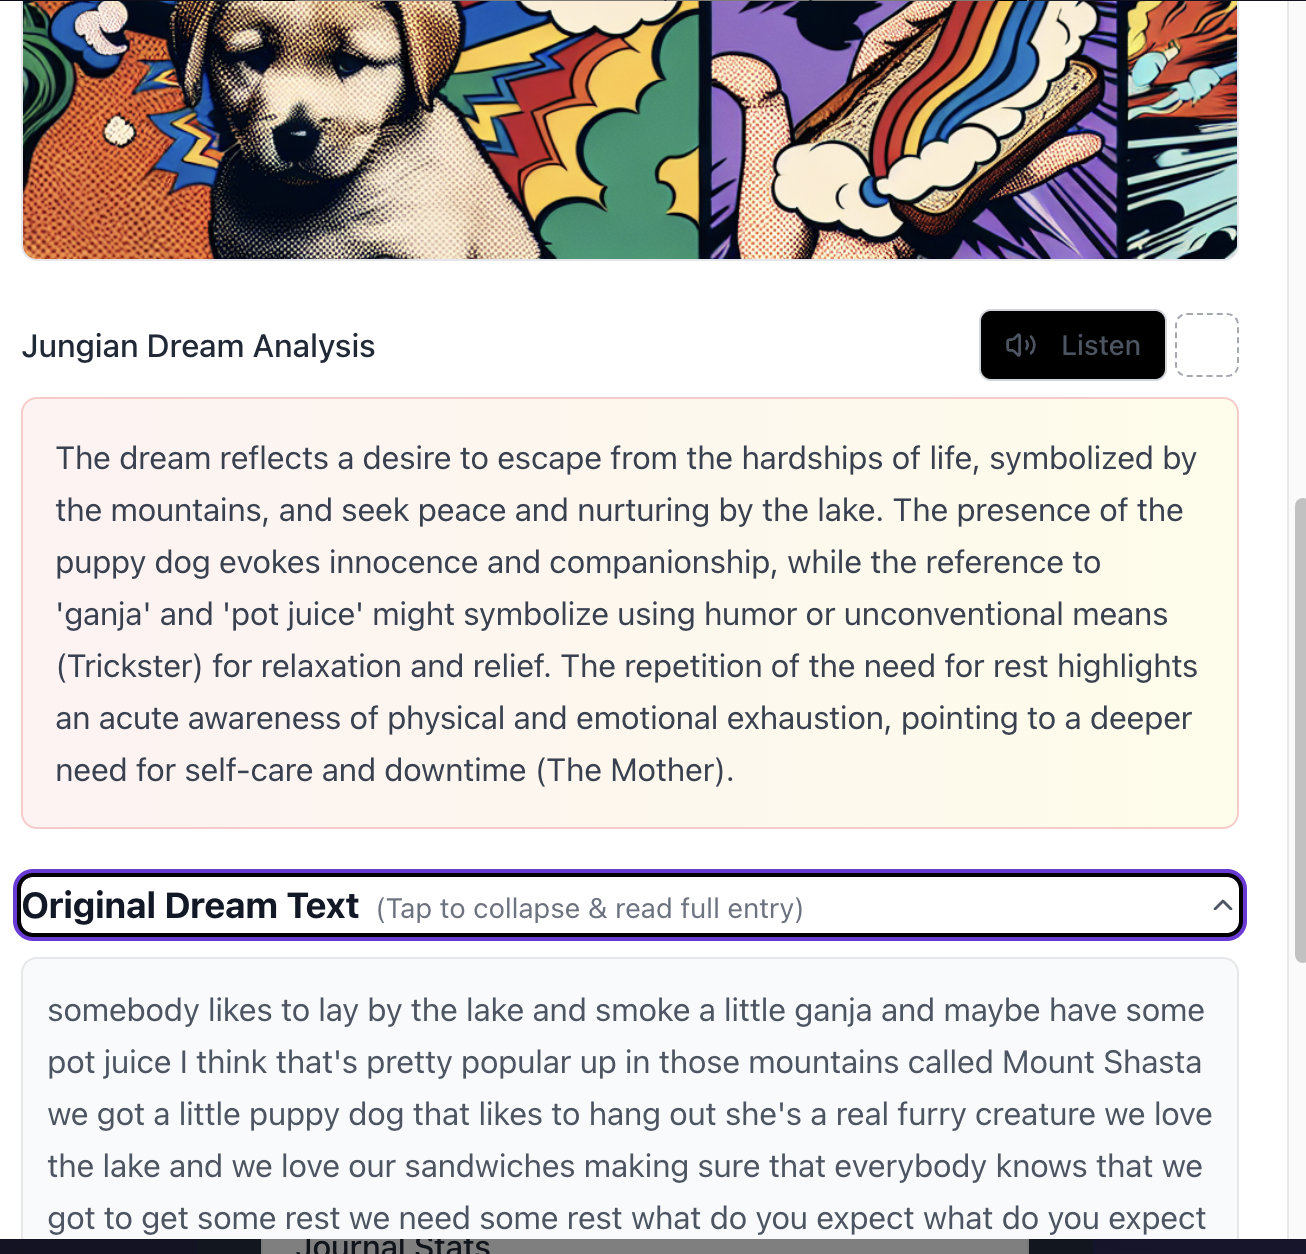 Jungian Dream Analysis
Listen
The dream reflects a desire to escape from the hardships of life, symbolized by
the mountains, and seek peace and nurturing by the lake. The presence of the
puppy dog evokes innocence and companionship, while the reference to
'ganja' and 'pot juice' might symbolize using humor or unconventional means
(Trickster) for relaxation and relief. The repetition of the need for rest highlights
an acute awareness of physical and emotional exhaustion, pointing to a deeper
need for self-care and downtime (The Mother).
Original Dream Text (Tap to collapse & read full entry)
somebody likes to lay by the lake and smoke a little ganja and maybe have some
pot juice I think that's pretty popular up in those mountains called Mount Shasta
we got a little puppy dog that likes to hang out she's a real furry creature we love
the lake and we love our sandwiches making sure that everybody knows that we
got to get some rest we need some rest what do you expect what do you expect
Journal Stats